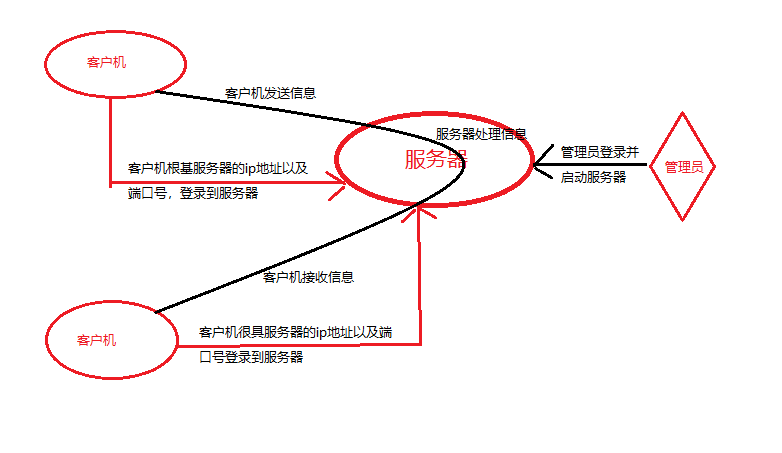 客户机
客户机发送信息
服务器处理信息
服务器
管理员登录并
启动服务器
管理员
客户机根基服务器的ip地址以及
端口号，登录到服务器
客户机接收信息
客户机
客户机很具服务器的ip地址以及端
口号登录到服务器